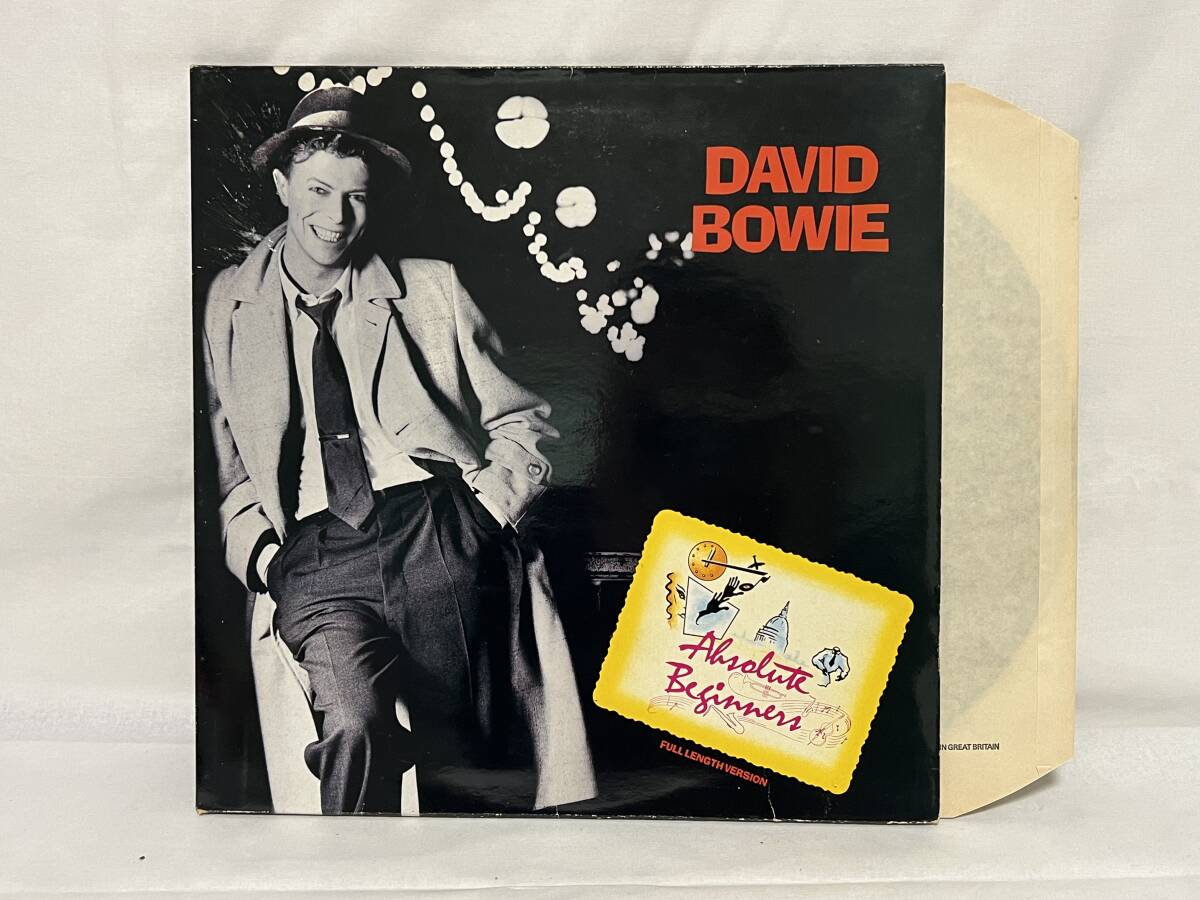 DAVID
BOWIE
Absolute
Beginners
FULL LENGTH VERSION
IN GREAT BRITAIN